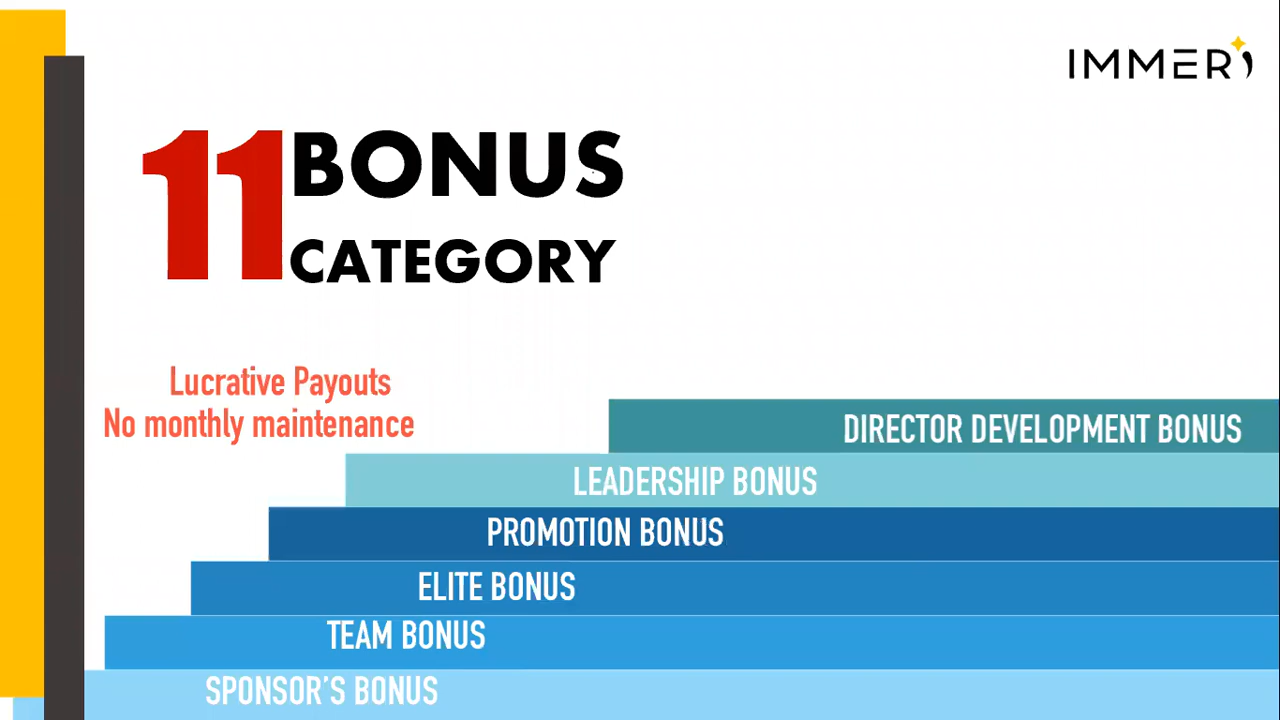 IMMERI
11 BONUS
CATEGORY
Lucrative Payouts
No monthly maintenance
DIRECTOR DEVELOPMENT BONUS
LEADERSHIP BONUS
PROMOTION BONUS
ELITE BONUS
TEAM BONUS
SPONSOR'S BONUS